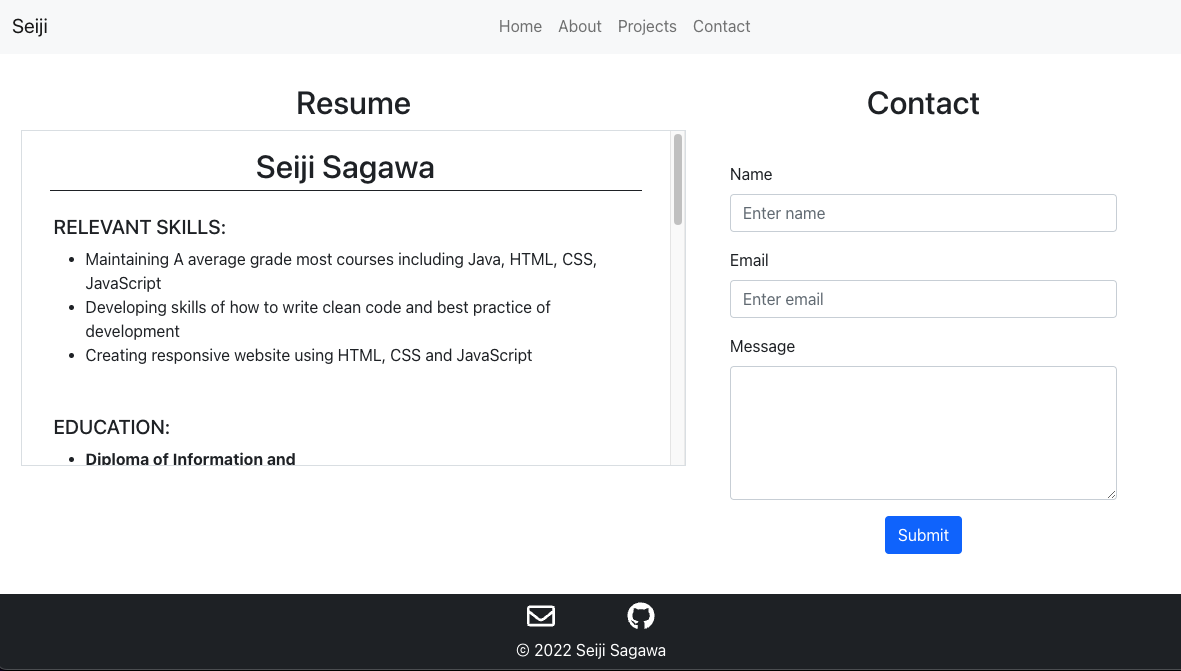 Seiji
Home About Projects Contact
Resume
Seiji Sagawa
RELEVANT SKILLS:
• Maintaining A average grade most courses including Java, HTML, CSS,
JavaScript
• Developing skills of how to write clean code and best practice of
development
• Creating responsive website using HTML, CSS and JavaScript
EDUCATION:
• Diploma of Information and
Contact
Name
Enter name
Email
Enter email
Message
Submit
© 2022 Seiji Sagawa